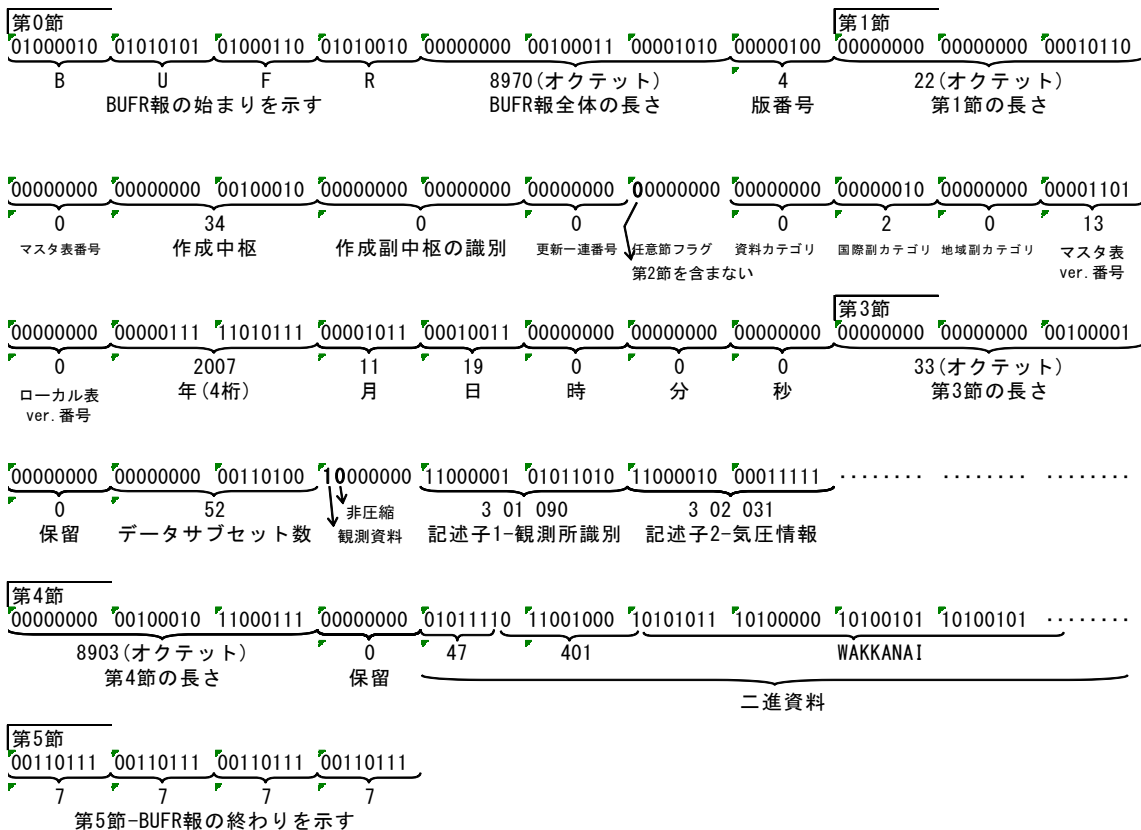 第0節 第1節
01000010 01010101 01000110 01010010 00000000 00100011 00001010 00000100 00000000 00000000 00010110
B U F R 8970(オクテット) 4 22(オクテット)
BUFR報の始まりを示す BUFR報全体の長さ 版番号 第1節の長さ
00000000 00000000 00100010 00000000 00000000 00000000 00000000 00000000 00000010 00000000 00001101
0 34 0 0 0 2 0 13
マスタ表番号 作成中枢 作成副中枢の識別 更新一連番号 任意節フラグ 資料カテゴリ 国際副カテゴリ 地域副カテゴリ マスタ表
第2節を含まない ver.番号
第3節
00000000 00000111 11010111 00001011 00010011 00000000 00000000 00000000 00000000 00000000 00100001
0 2007 11 19 0 0 0 33(オクテット)
ローカル表 年(4桁) 月 日 時 分 秒 第3節の長さ
ver.番号
00000000 00000000 00110100 10000000 11000001 01011010 11000010 00011111 ········ ········ ········
0 52 非圧縮 3 01 090 3 02 031
保留 データサブセット数 観測資料 記述子1-観測所識別 記述子2-気圧情報
第4節
00000000 00100010 11000111 00000000 01011110 11001000 10101011 10100000 10100101 10100101 ········
8903(オクテット) 0 47 401 WAKKANAI
第4節の長さ 保留
二進資料
第5節
00110111 00110111 00110111 00110111
7 7 7 7
第5節-BUFR報の終わりを示す